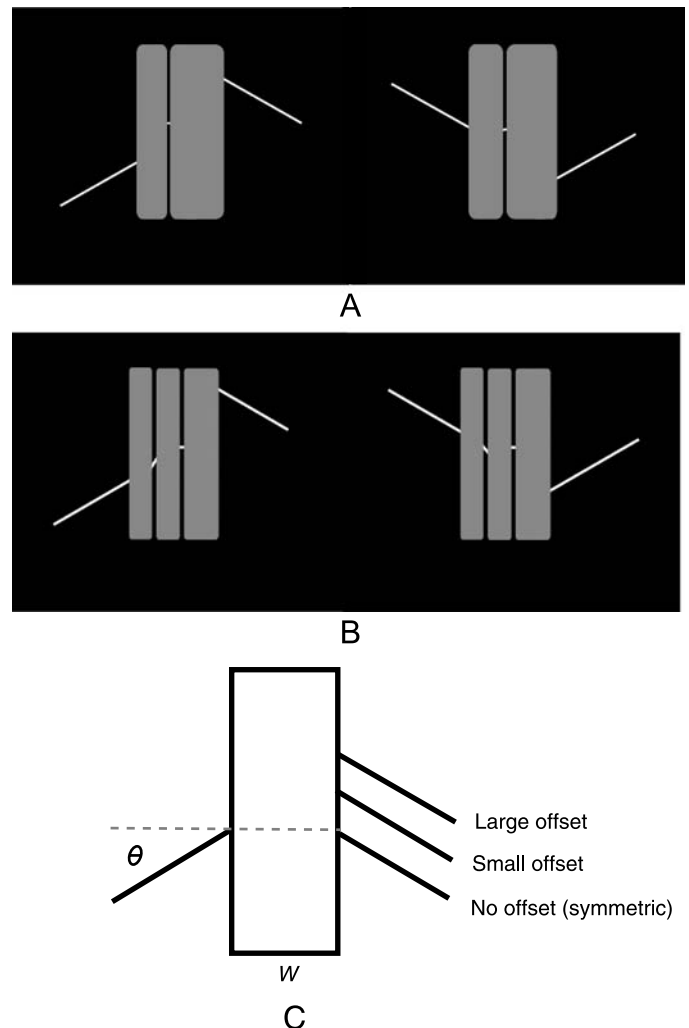 A
B
θ
Large offset
Small offset
No offset (symmetric)
W
C